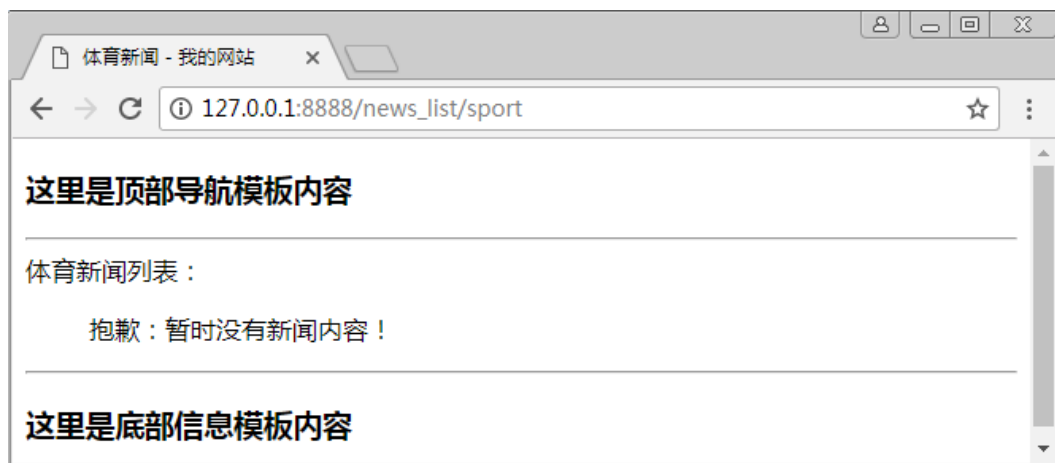 体育新闻 - 我的网站
127.0.0.1:8888/news_list/sport
这里是顶部导航模板内容
体育新闻列表：
抱歉：暂时没有新闻内容！
这里是底部信息模板内容